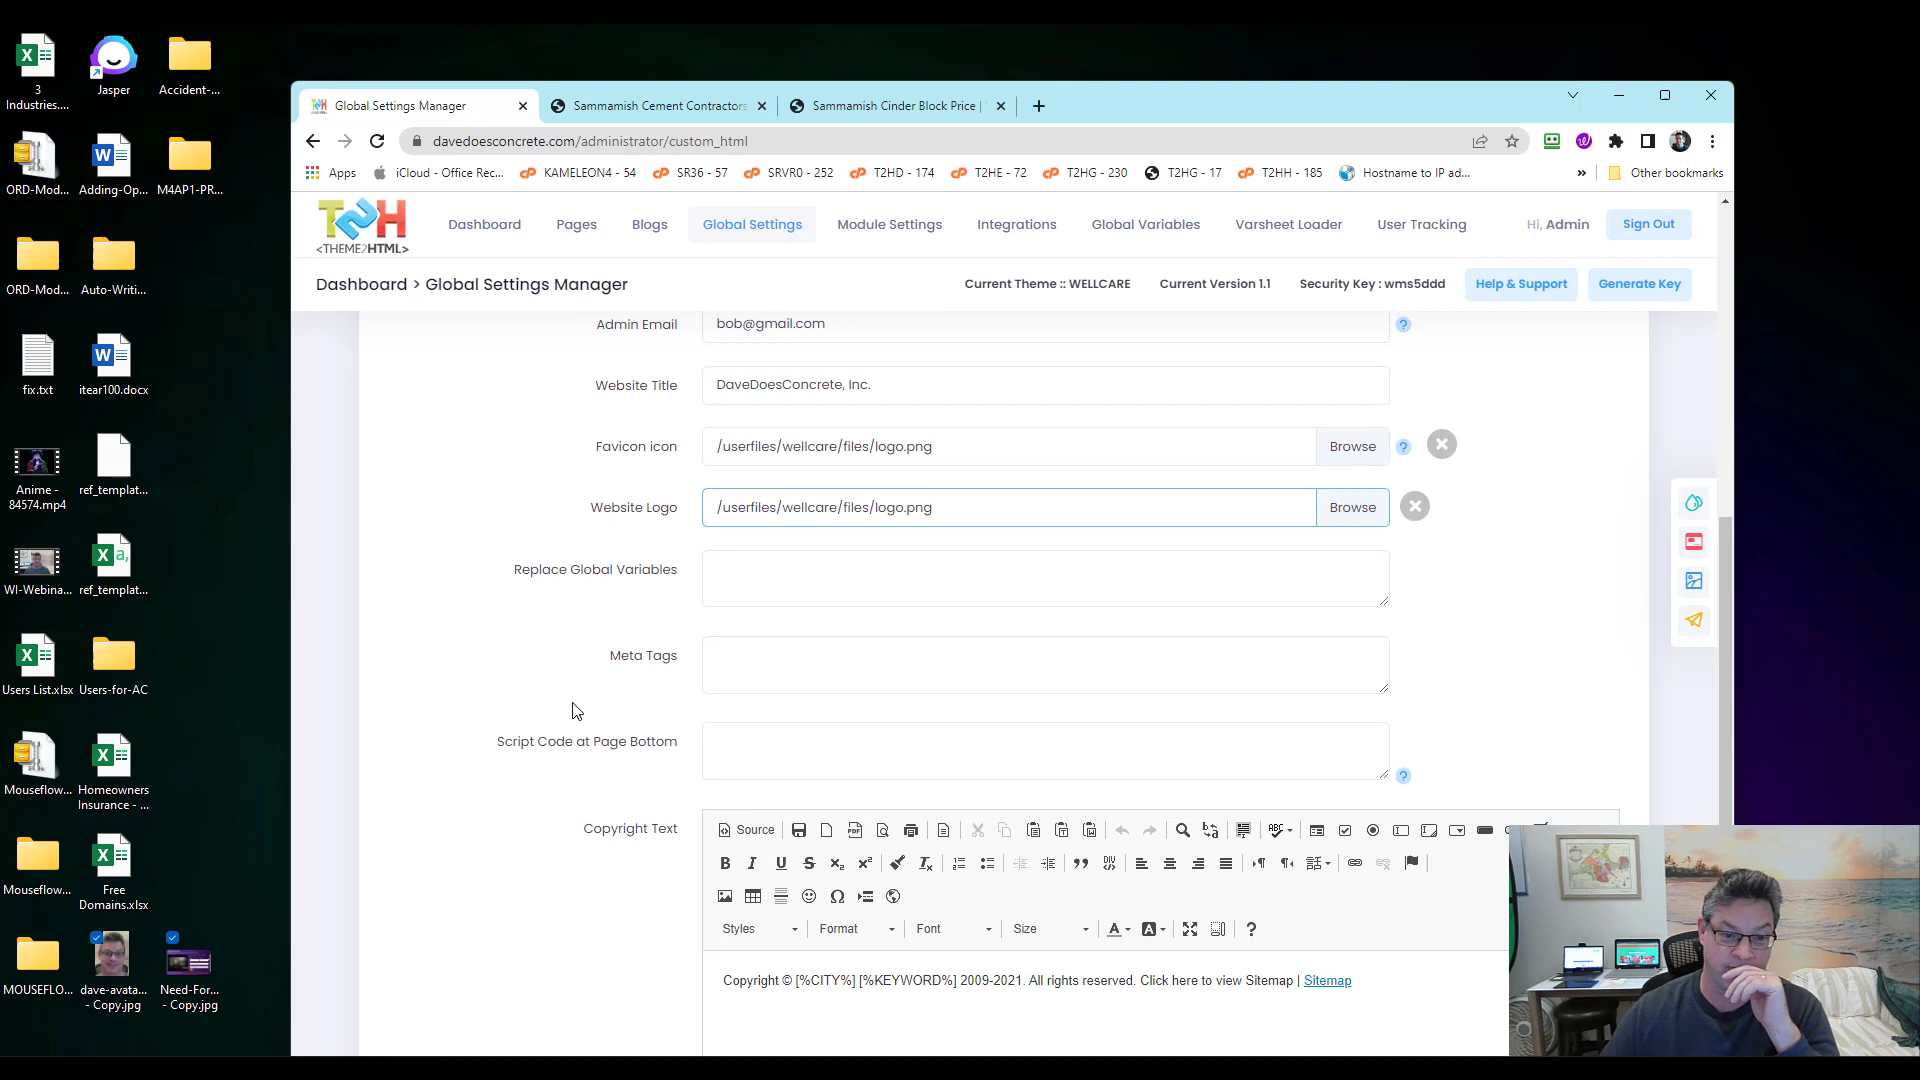 3
Industries....
Jasper
Accident-...
ORD-Mod...
Adding-Op...
M4AP1-PR...
ORD-Mod...
Auto-Writi...
fix.txt
itear100.docx
Anime -
84574.mp4
ref_templat...
WI-Webina...
ref_templat...
Users List.xlsx
Users-for-AC
Mouseflow...
Homeowners
Insurance - ...
Mouseflow...
Free
Domains.xlsx
MOUSEFLO...
dave-avata...
- Copy.jpg
Need-For...
- Copy.jpg
Global Settings Manager
Sammamish Cement Contractors
Sammamish Cinder Block Price |
davedoesconcrete.com/administrator/custom_html
Apps
iCloud - Office Rec...
KAMELEON4 - 54
SR36 - 57
SRVR0 - 252
T2HD - 174
T2HE - 72
T2HG - 230
T2HG - 17
T2HH - 185
Hostname to IP ad...
»
Other bookmarks
T2H
<THEME2HTML>
Dashboard
Pages
Blogs
Global Settings
Module Settings
Integrations
Global Variables
Varsheet Loader
User Tracking
Hi, Admin
Sign Out
Dashboard > Global Settings Manager
Current Theme :: WELLCARE
Current Version 1.1
Security Key : wms5ddd
Help & Support
Generate Key
Admin Email
bob@gmail.com
?
Website Title
DaveDoesConcrete, Inc.
Favicon icon
/userfiles/wellcare/files/logo.png
Browse
?
Website Logo
/userfiles/wellcare/files/logo.png
Browse
Replace Global Variables
Meta Tags
Script Code at Page Bottom
?
Copyright Text
Source
Styles
Format
Font
Size
Copyright © [%CITY%] [%KEYWORD%] 2009-2021. All rights reserved. Click here to view Sitemap | Sitemap